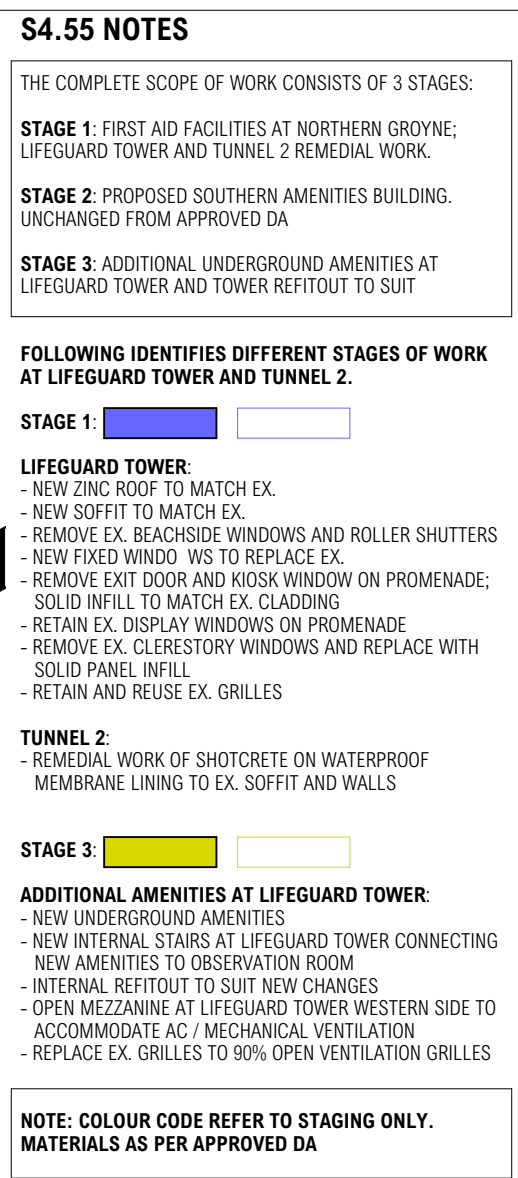 S4.55 NOTES
THE COMPLETE SCOPE OF WORK CONSISTS OF 3 STAGES:
STAGE 1: FIRST AID FACILITIES AT NORTHERN GROYNE;
LIFEGUARD TOWER AND TUNNEL 2 REMEDIAL WORK.
STAGE 2: PROPOSED SOUTHERN AMENITIES BUILDING.
UNCHANGED FROM APPROVED DA
STAGE 3: ADDITIONAL UNDERGROUND AMENITIES AT
LIFEGUARD TOWER AND TOWER REFITOUT TO SUIT
FOLLOWING IDENTIFIES DIFFERENT STAGES OF WORK
AT LIFEGUARD TOWER AND TUNNEL 2.
STAGE 1:
LIFEGUARD TOWER:
- NEW ZINC ROOF TO MATCH EX.
- NEW SOFFIT TO MATCH EX.
- REMOVE EX. BEACHSIDE WINDOWS AND ROLLER SHUTTERS
- NEW FIXED WINDO WS TO REPLACE EX.
- REMOVE EXIT DOOR AND KIOSK WINDOW ON PROMENADE;
SOLID INFILL TO MATCH EX. CLADDING
- RETAIN EX. DISPLAY WINDOWS ON PROMENADE
- REMOVE EX. CLERESTORY WINDOWS AND REPLACE WITH
SOLID PANEL INFILL
- RETAIN AND REUSE EX. GRILLES
TUNNEL 2:
- REMEDIAL WORK OF SHOTCRETE ON WATERPROOF
MEMBRANE LINING TO EX. SOFFIT AND WALLS
STAGE 3:
ADDITIONAL AMENITIES AT LIFEGUARD TOWER:
- NEW UNDERGROUND AMENITIES
- NEW INTERNAL STAIRS AT LIFEGUARD TOWER CONNECTING
NEW AMENITIES TO OBSERVATION ROOM
- INTERNAL REFITOUT TO SUIT NEW CHANGES
- OPEN MEZZANINE AT LIFEGUARD TOWER WESTERN SIDE TO
ACCOMMODATE AC / MECHANICAL VENTILATION
- REPLACE EX. GRILLES TO 90% OPEN VENTILATION GRILLES
NOTE: COLOUR CODE REFER TO STAGING ONLY.
MATERIALS AS PER APPROVED DA